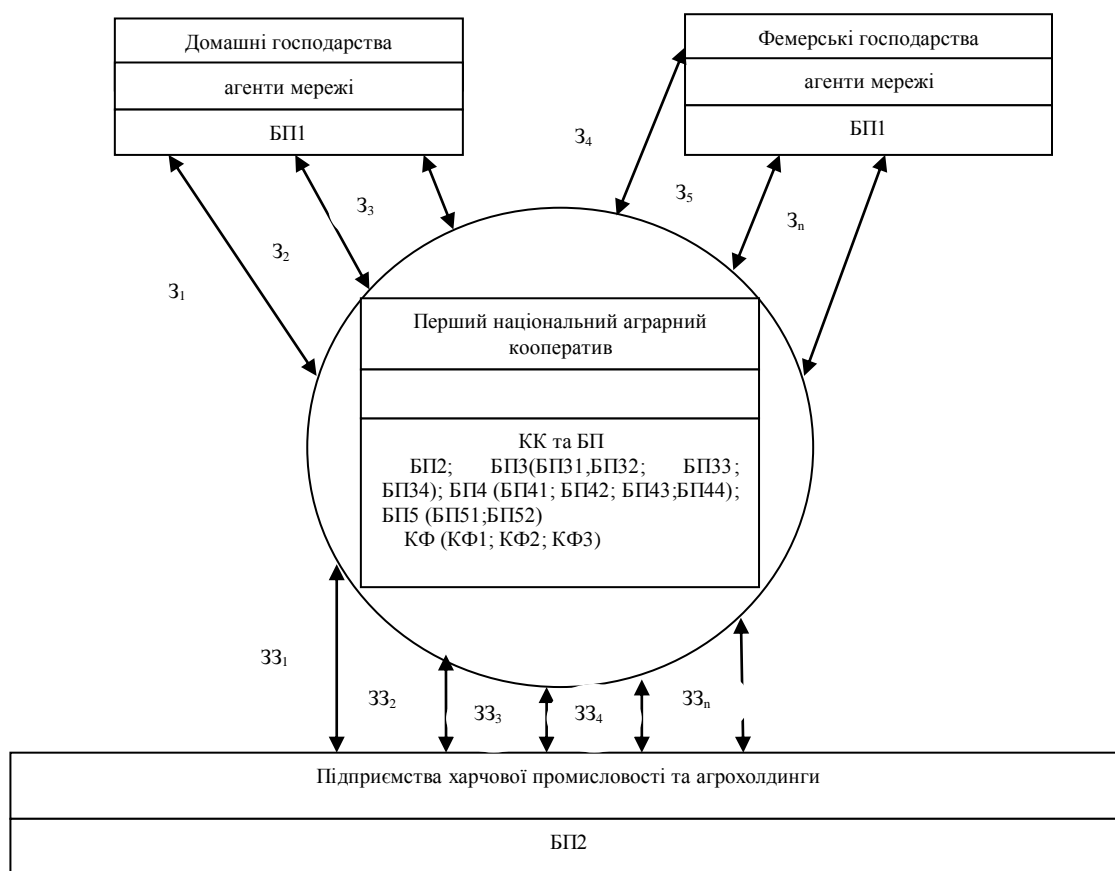 Домашні господарства
агенти мережі
БП1
Фемерські господарства
агенти мережі
БП1
З₁
З₂
З₃
З₄
З₅
Зₙ
Перший національний аграрний
кооператив
КК та БП
БП2; БП3(БП31,БП32; БП33;
БП34); БП4 (БП41; БП42; БП43;БП44);
БП5 (БП51;БП52)
КФ (КФ1; КФ2; КФ3)
ЗЗ₁
ЗЗ₂
ЗЗ₃
ЗЗ₄
ЗЗₙ
Підприємства харчової промисловості та агрохолдинги
БП2